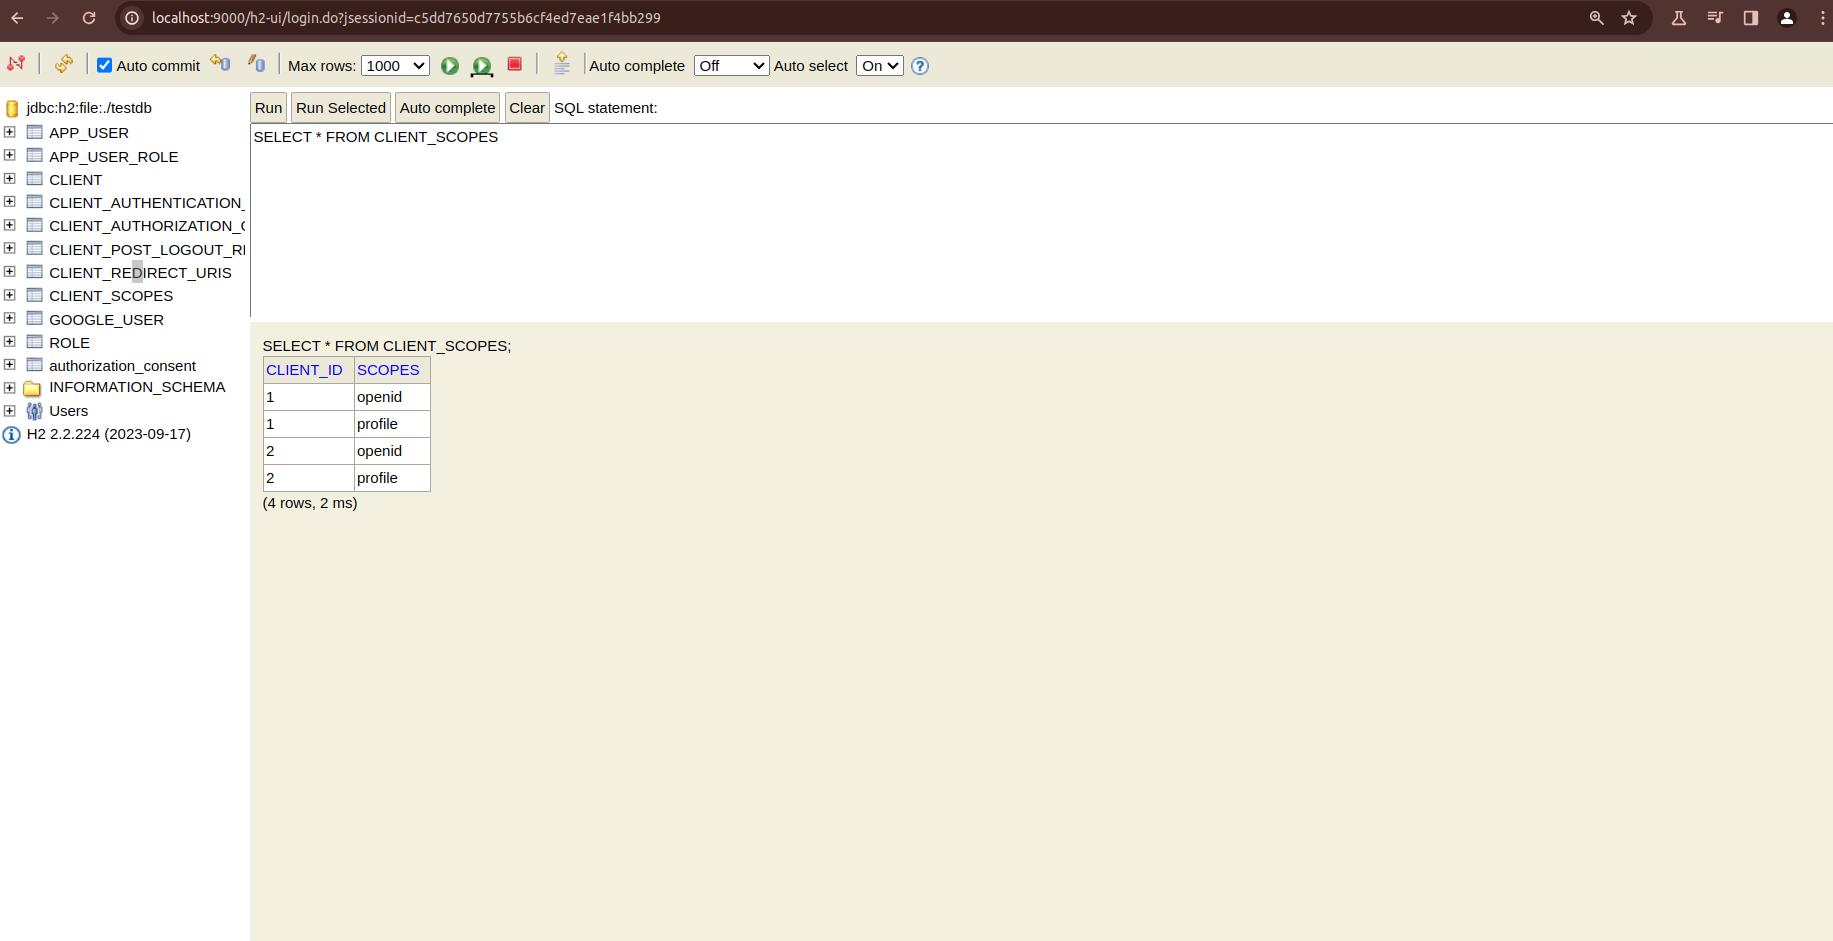 localhost:9000/h2-ui/login.do?jsessionid=c5dd7650d7755b6cf4ed7eae1f4bb299
Auto commit Max rows: 1000 Auto complete Off Auto select On
jdbc:h2:file:./testdb
APP_USER
APP_USER_ROLE
CLIENT
CLIENT_AUTHENTICATION_
CLIENT_AUTHORIZATION_G
CLIENT_POST_LOGOUT_RE
CLIENT_REDIRECT_URIS
CLIENT_SCOPES
GOOGLE_USER
ROLE
authorization_consent
INFORMATION_SCHEMA
Users
H2 2.2.224 (2023-09-17)
Run Run Selected Auto complete Clear SQL statement:
SELECT * FROM CLIENT_SCOPES
SELECT * FROM CLIENT_SCOPES;
CLIENT_ID SCOPES
1 openid
1 profile
2 openid
2 profile
(4 rows, 2 ms)